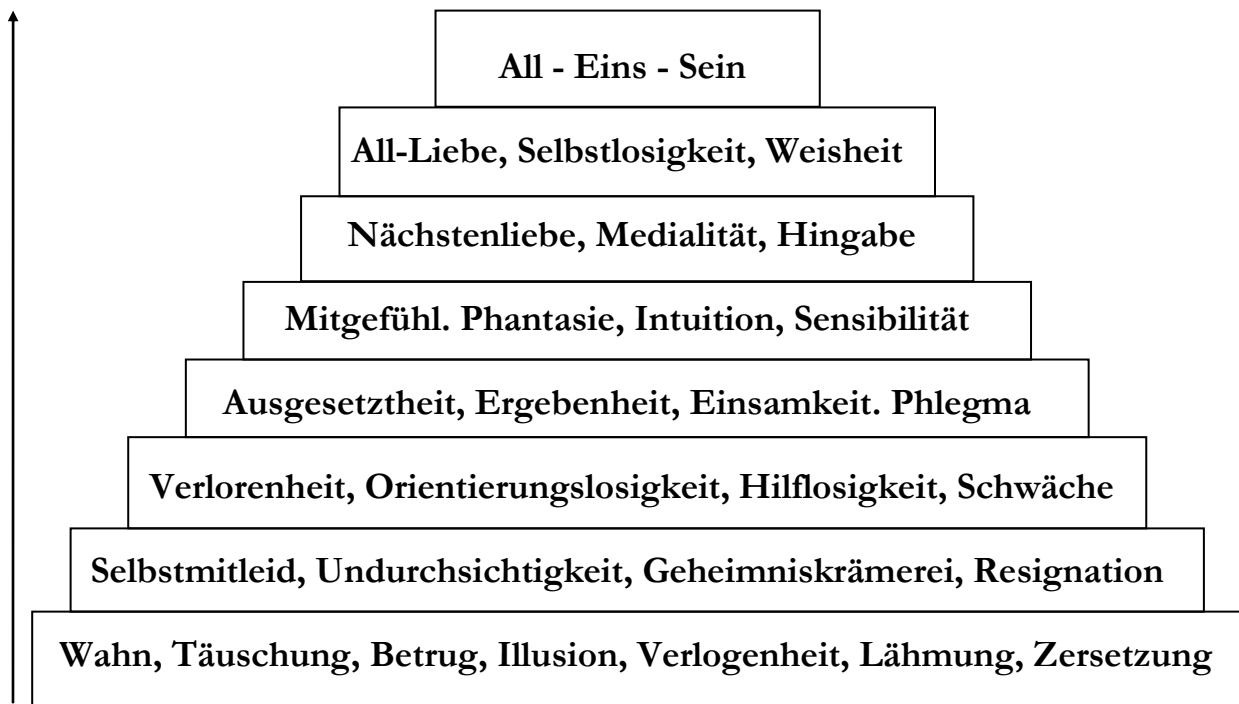 All - Eins - Sein
All-Liebe, Selbstlosigkeit, Weisheit
Nächstenliebe, Medialität, Hingabe
Mitgefühl. Phantasie, Intuition, Sensibilität
Ausgesetztheit, Ergebenheit, Einsamkeit. Phlegma
Verlorenheit, Orientierungslosigkeit, Hilflosigkeit, Schwäche
Selbstmitleid, Undurchsichtigkeit, Geheimniskrämerei, Resignation
Wahn, Täuschung, Betrug, Illusion, Verlogenheit, Lähmung, Zersetzung